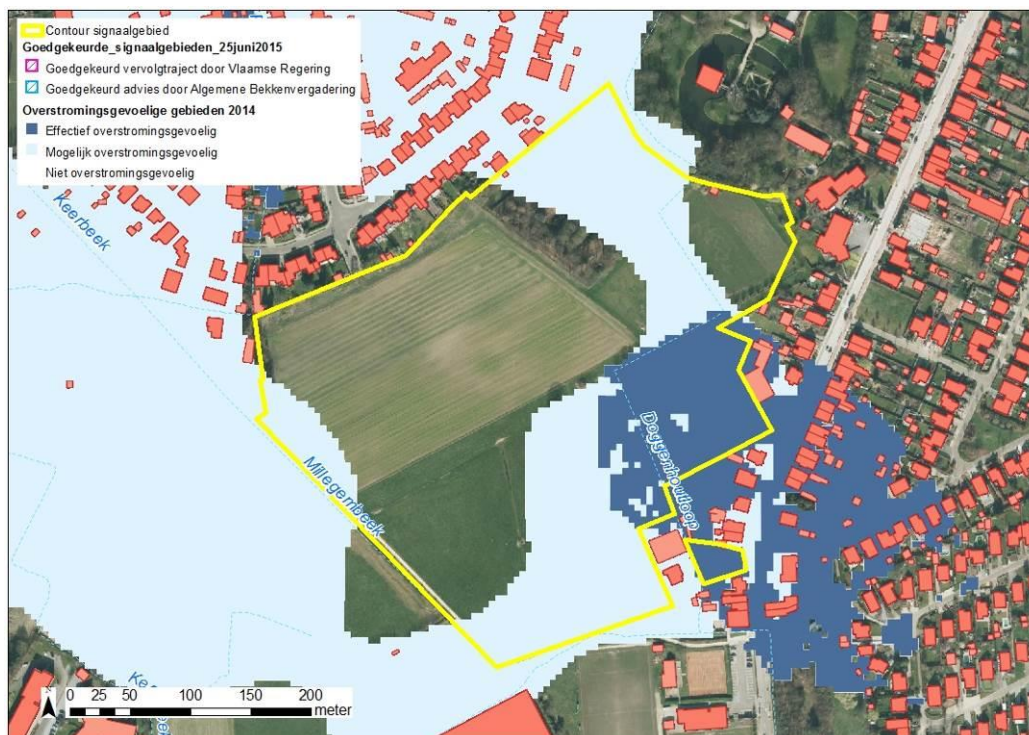 Contour signaalgebied
Goedgekeurde_signaalgebieden_25juni2015
Goedgekeurd vervolgtraject door Vlaamse Regering
Goedgekeurd advies door Algemene Bekkenvergadering
Overstromingsgevoelige gebieden 2014
Effectief overstromingsgevoelig
Mogelijk overstromingsgevoelig
Niet overstromingsgevoelig
Keerbeek
Millegembeek
Doggenhoutloop
0 25 50 100 150 200
meter